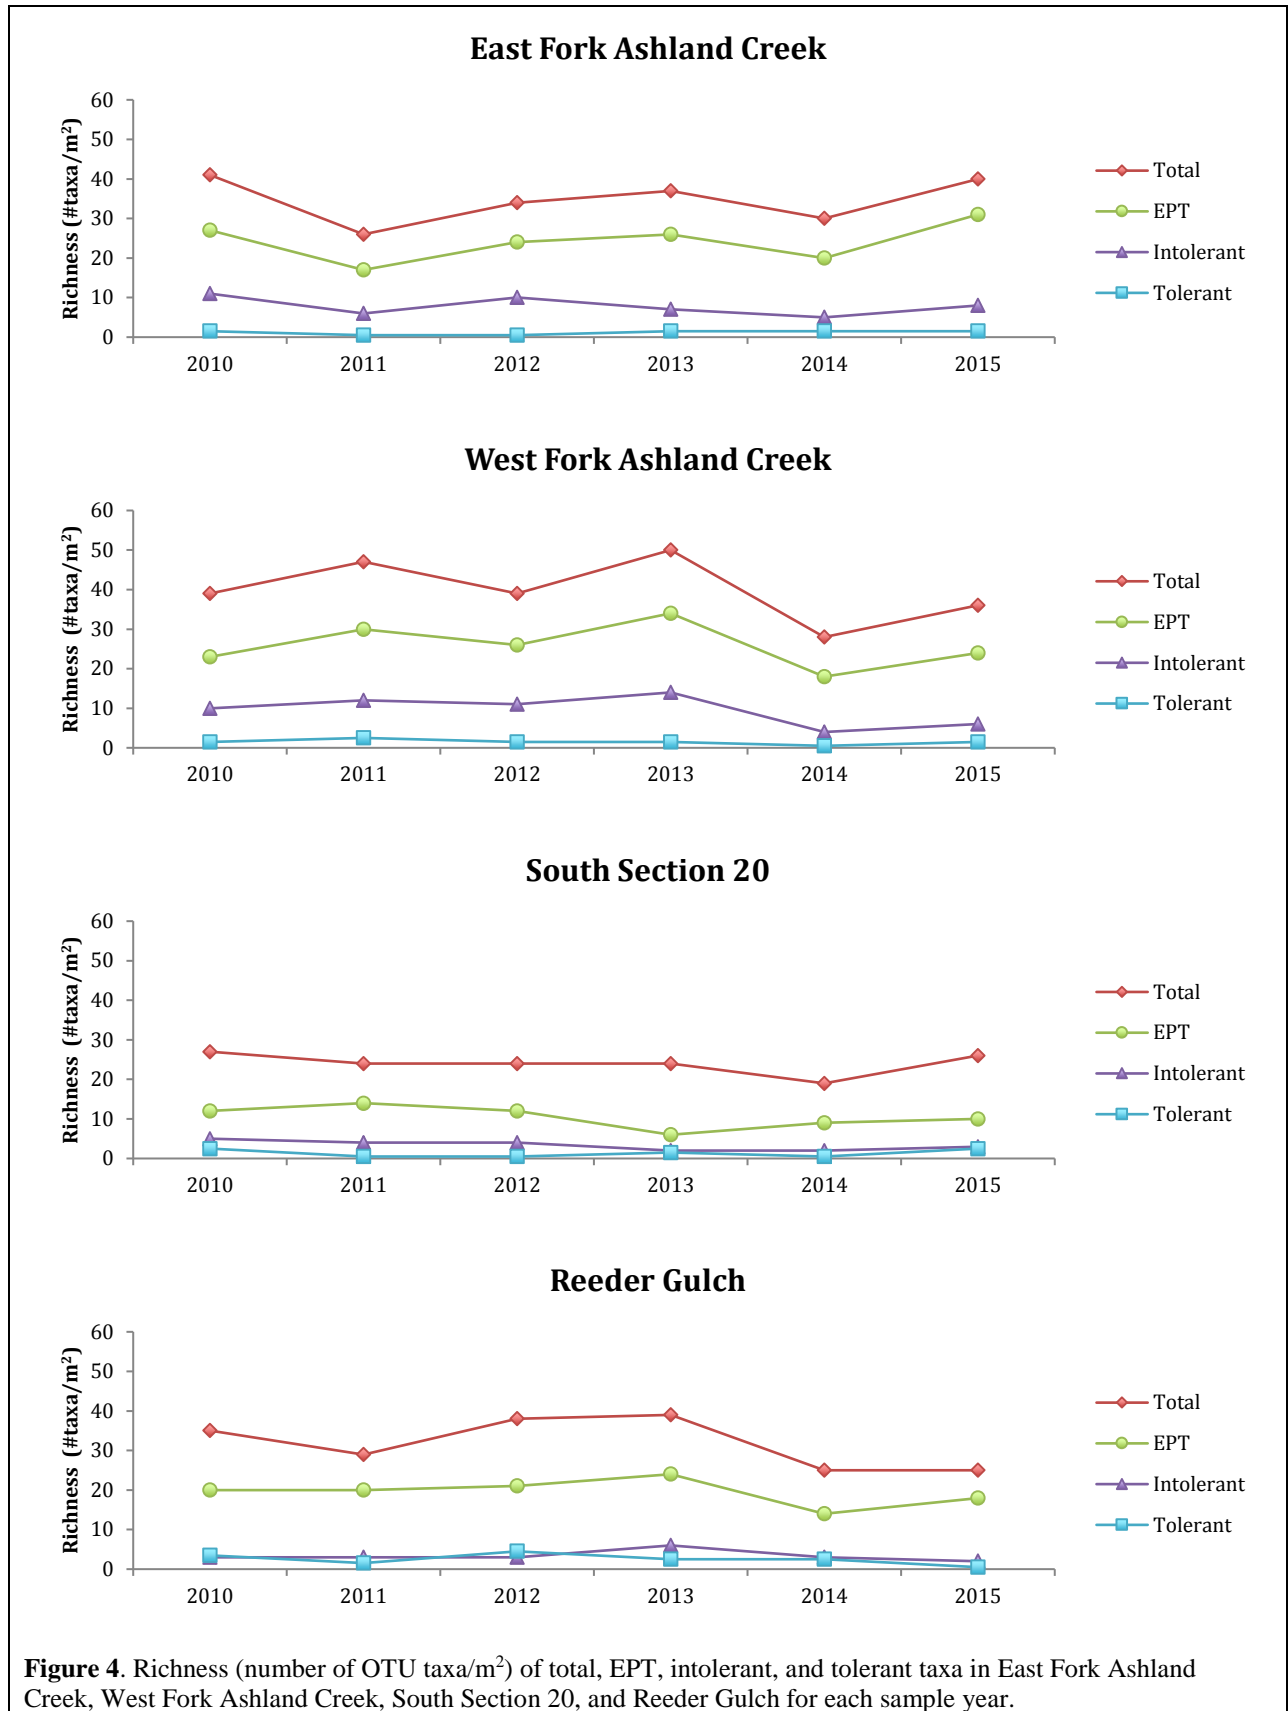 East Fork Ashland Creek
Richness (#taxa/m²)
60
50
40
30
20
10
0
2010 2011 2012 2013 2014 2015
Total
EPT
Intolerant
Tolerant
West Fork Ashland Creek
Richness (#taxa/m²)
60
50
40
30
20
10
0
2010 2011 2012 2013 2014 2015
Total
EPT
Intolerant
Tolerant
South Section 20
Richness (#taxa/m²)
60
50
40
30
20
10
0
2010 2011 2012 2013 2014 2015
Total
EPT
Intolerant
Tolerant
Reeder Gulch
Richness (#taxa/m²)
60
50
40
30
20
10
0
2010 2011 2012 2013 2014 2015
Total
EPT
Intolerant
Tolerant
Figure 4. Richness (number of OTU taxa/m²) of total, EPT, intolerant, and tolerant taxa in East Fork Ashland
Creek, West Fork Ashland Creek, South Section 20, and Reeder Gulch for each sample year.